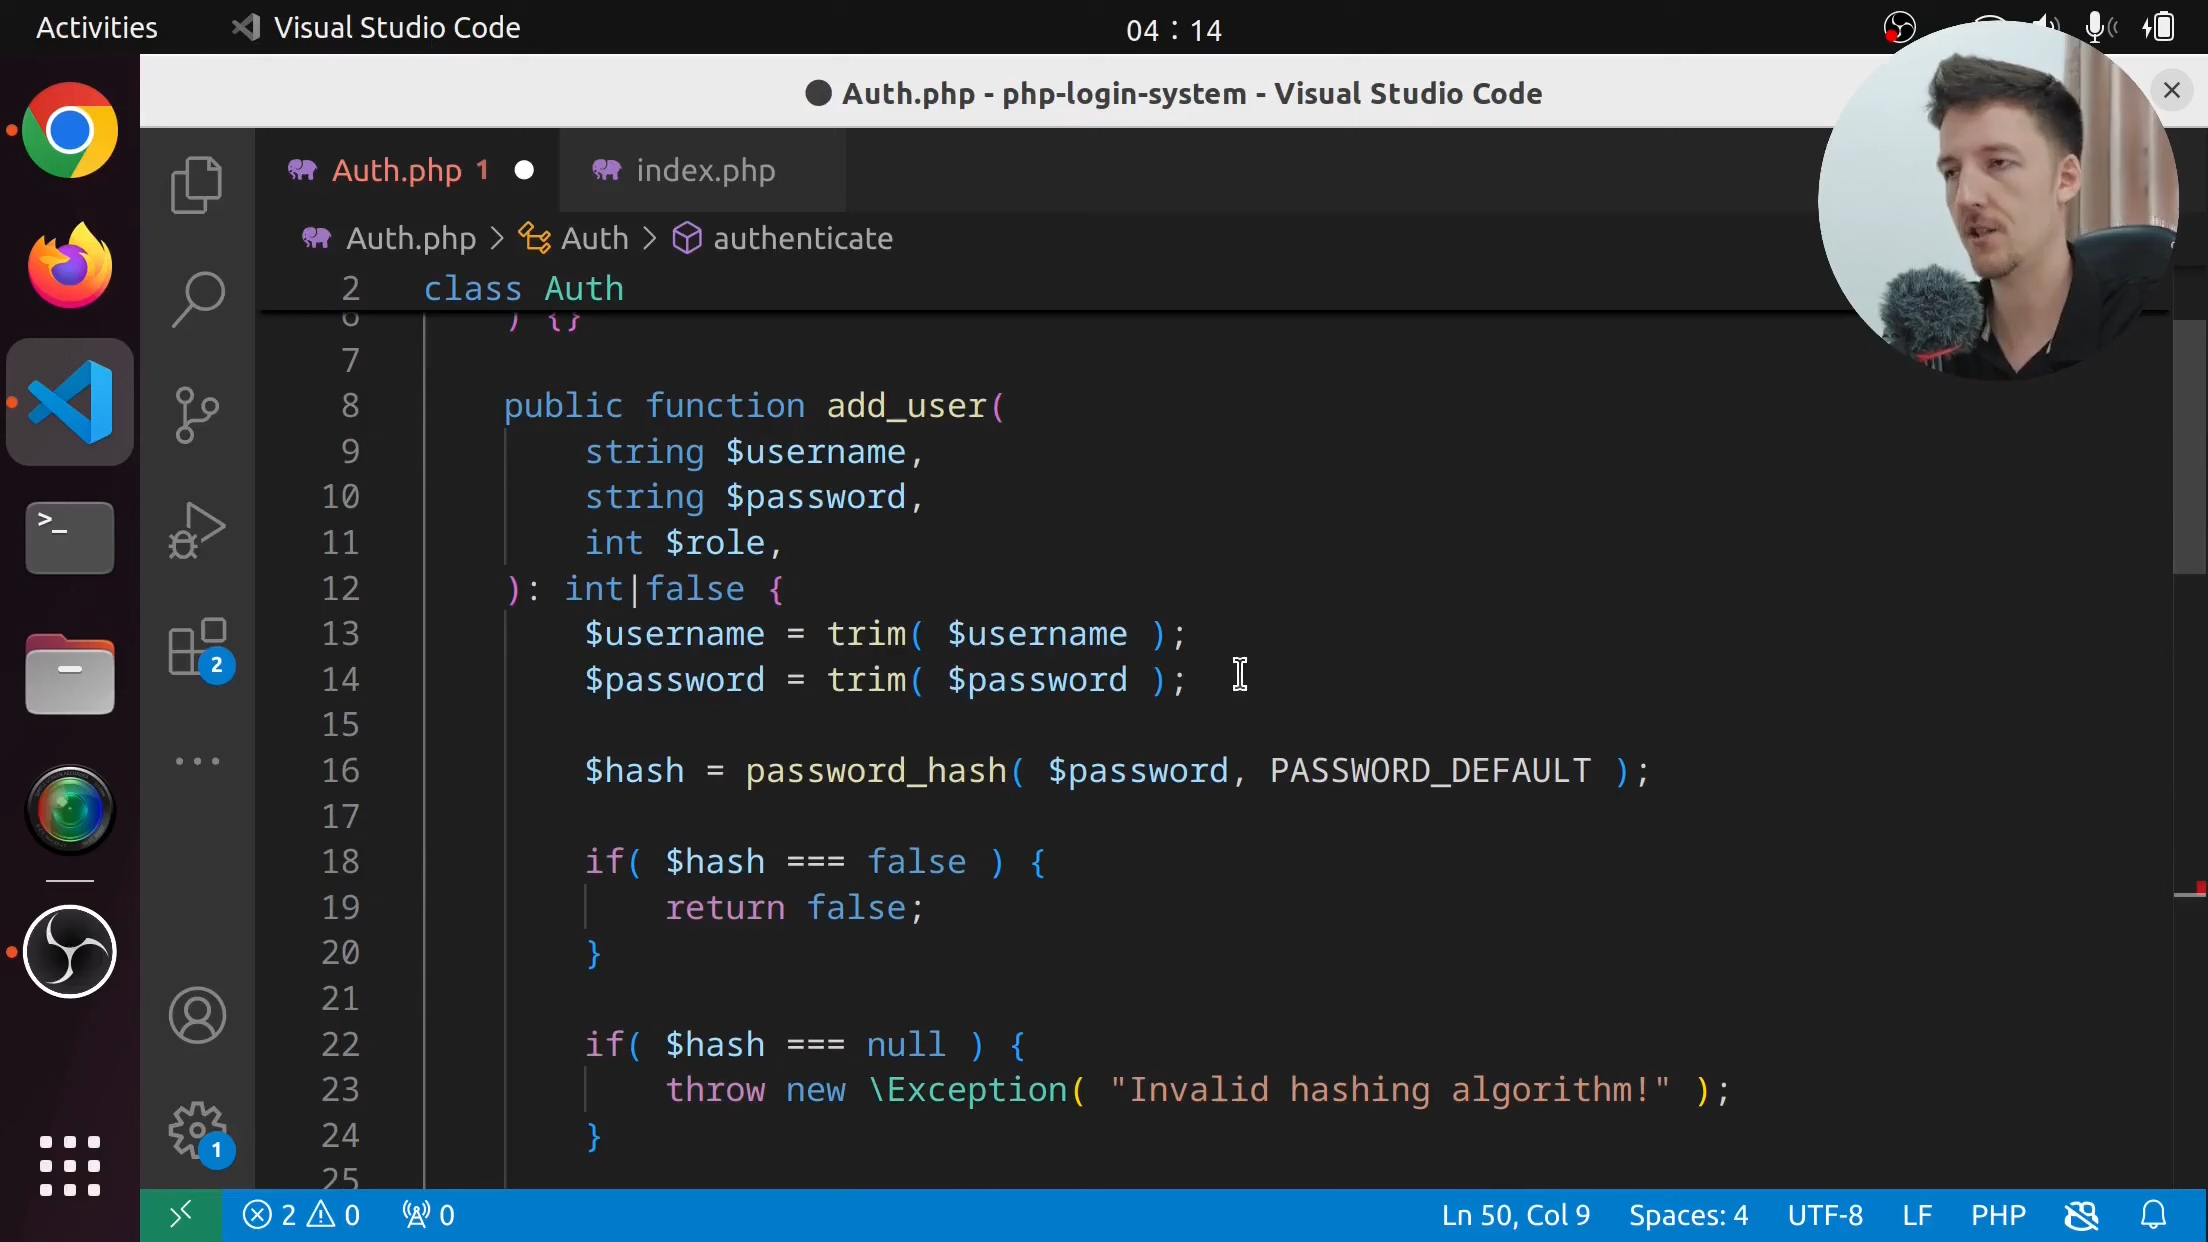 Activities
Visual Studio Code
04 : 14
Auth.php - php-login-system - Visual Studio Code
Auth.php 1
index.php
Auth.php > Auth > authenticate
2 class Auth
6 ) {}
7
8 public function add_user(
9 string $username,
10 string $password,
11 int $role,
12 ): int|false {
13 $username = trim( $username );
14 $password = trim( $password );
15
16 $hash = password_hash( $password, PASSWORD_DEFAULT );
17
18 if( $hash === false ) {
19 return false;
20 }
21
22 if( $hash === null ) {
23 throw new \Exception( "Invalid hashing algorithm!" );
24 }
25
2
1
2 0 0
Ln 50, Col 9
Spaces: 4
UTF-8
LF
PHP